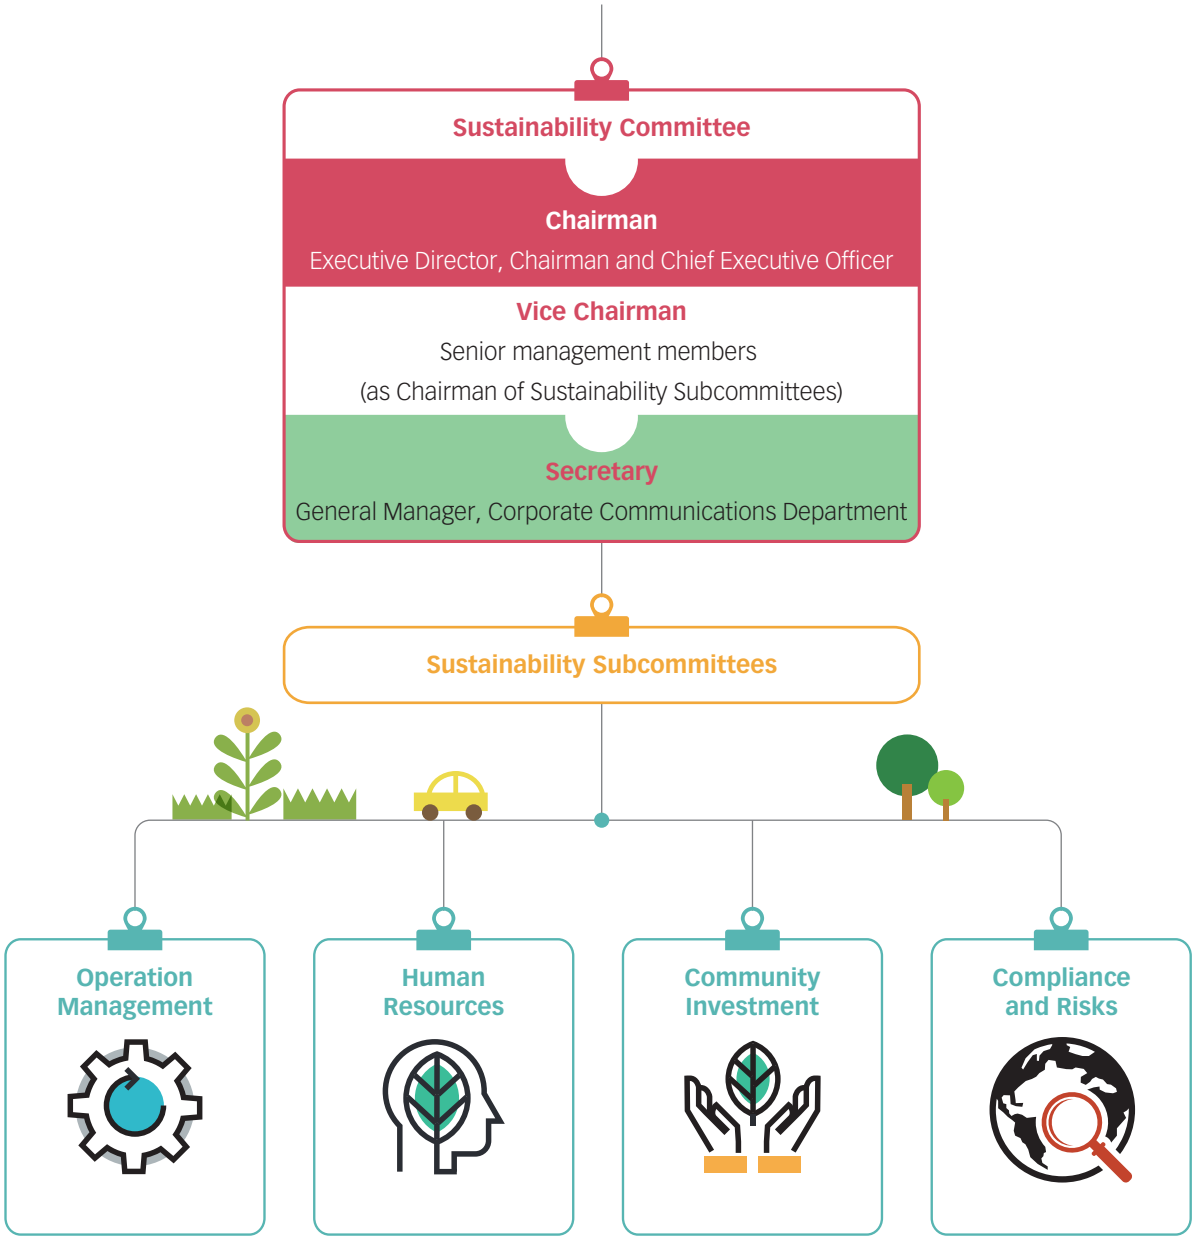 Sustainability Committee
Chairman
Executive Director, Chairman and Chief Executive Officer
Vice Chairman
Senior management members
(as Chairman of Sustainability Subcommittees)
Secretary
General Manager, Corporate Communications Department
Sustainability Subcommittees
Operation
Management
Human
Resources
Community
Investment
Compliance
and Risks